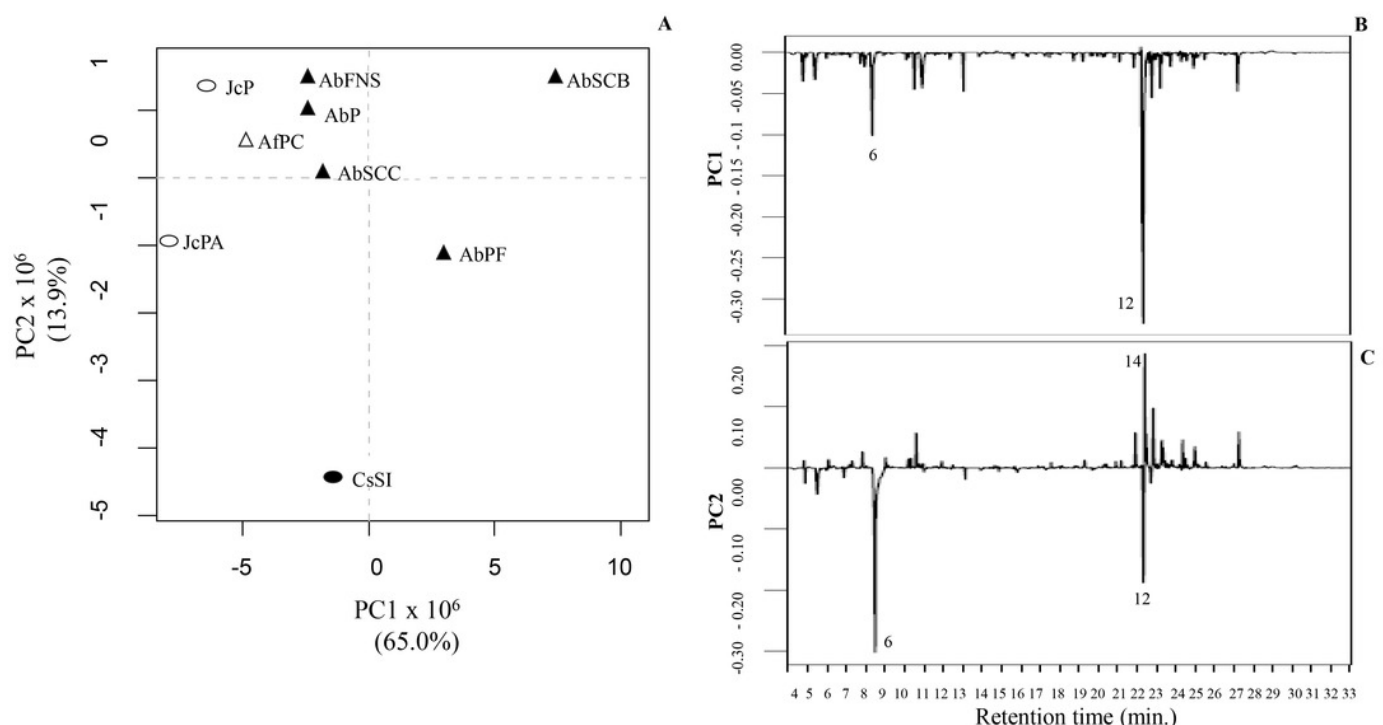 A
JcP
AbFNS
AbSCB
AbP
AfPC
AbSCC
JcPA
AbPF
CsSI
1
0
-1
-2
-3
-4
-5
PC2 x 10⁶
(13.9%)
-5 0 5 10
PC1 x 10⁶
(65.0%)
B
0.00
-0.05
-0.1
-0.15
-0.20
-0.25
-0.30
PC1
6
12
C
0.20
0.10
0.00
-0.10
-0.20
-0.30
PC2
14
12
6
4 5 6 7 8 9 10 11 12 13 14 15 16 17 18 19 20 21 22 23 24 25 26 27 28 29 30 31 32 33
Retention time (min.)